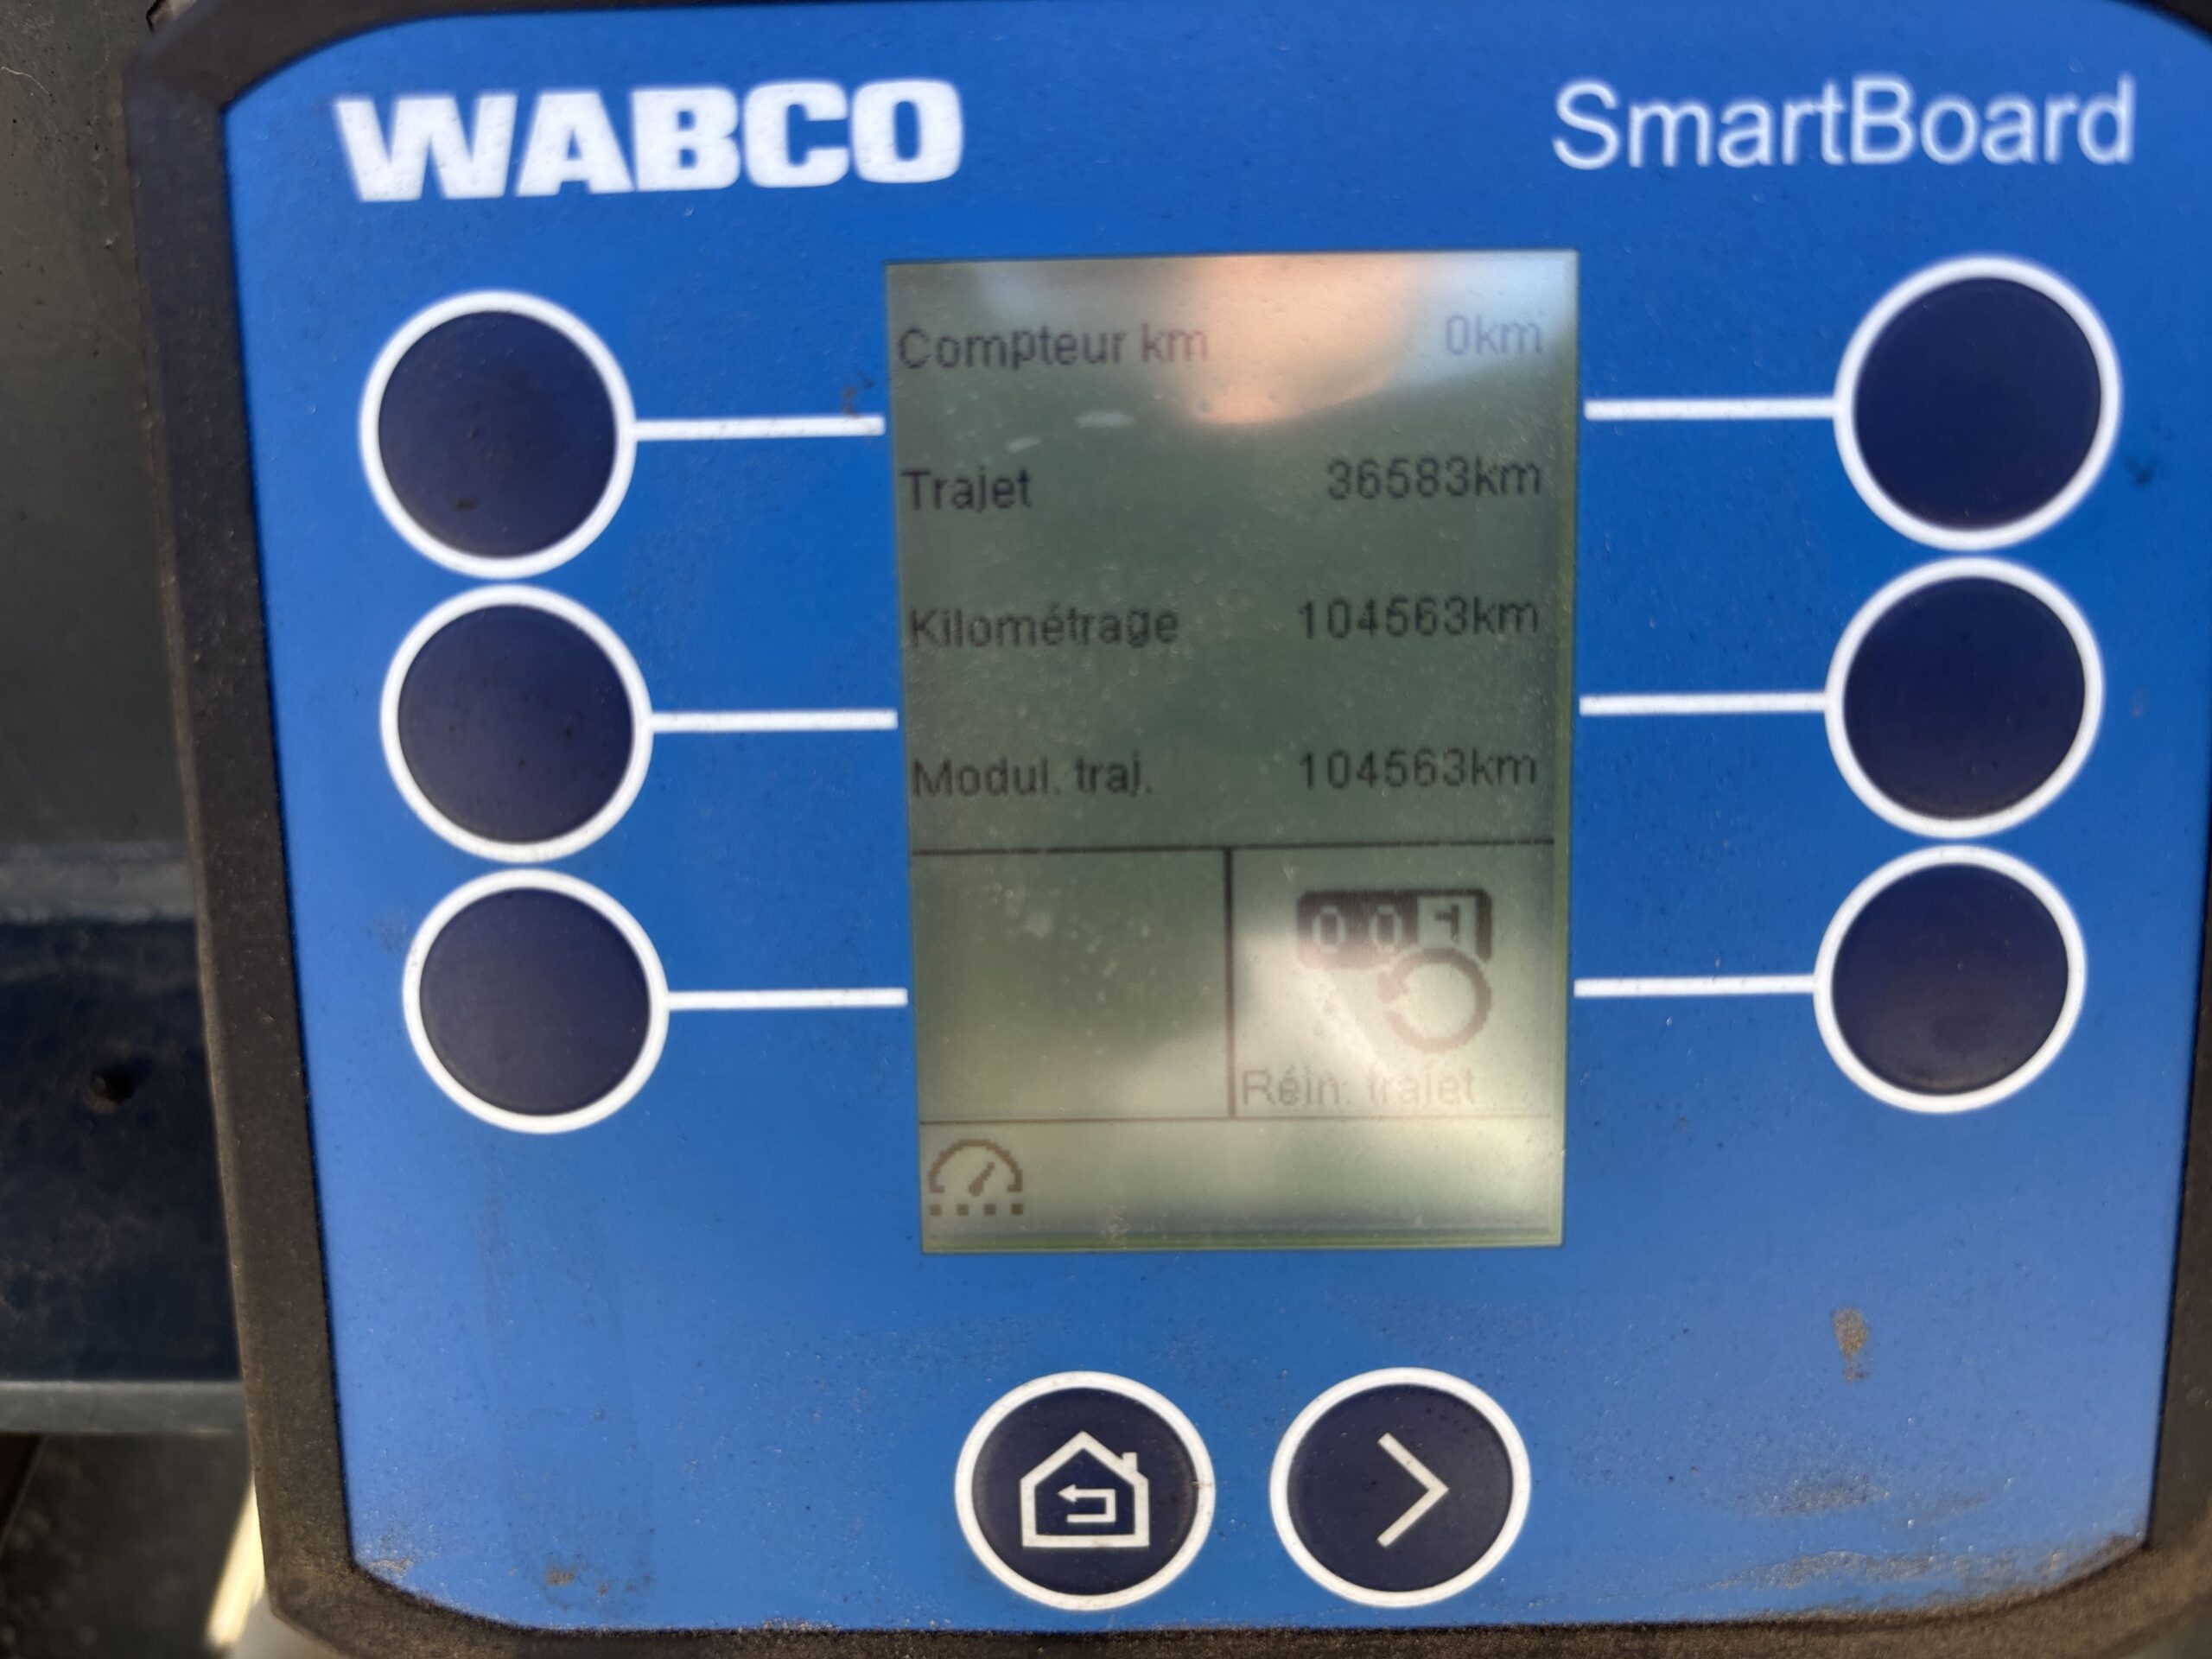 WABCO SmartBoard
Compteur km 0km
Trajet 36583km
Kilométrage 104563km
Modul. traj. 104563km
001
Réin. trajet